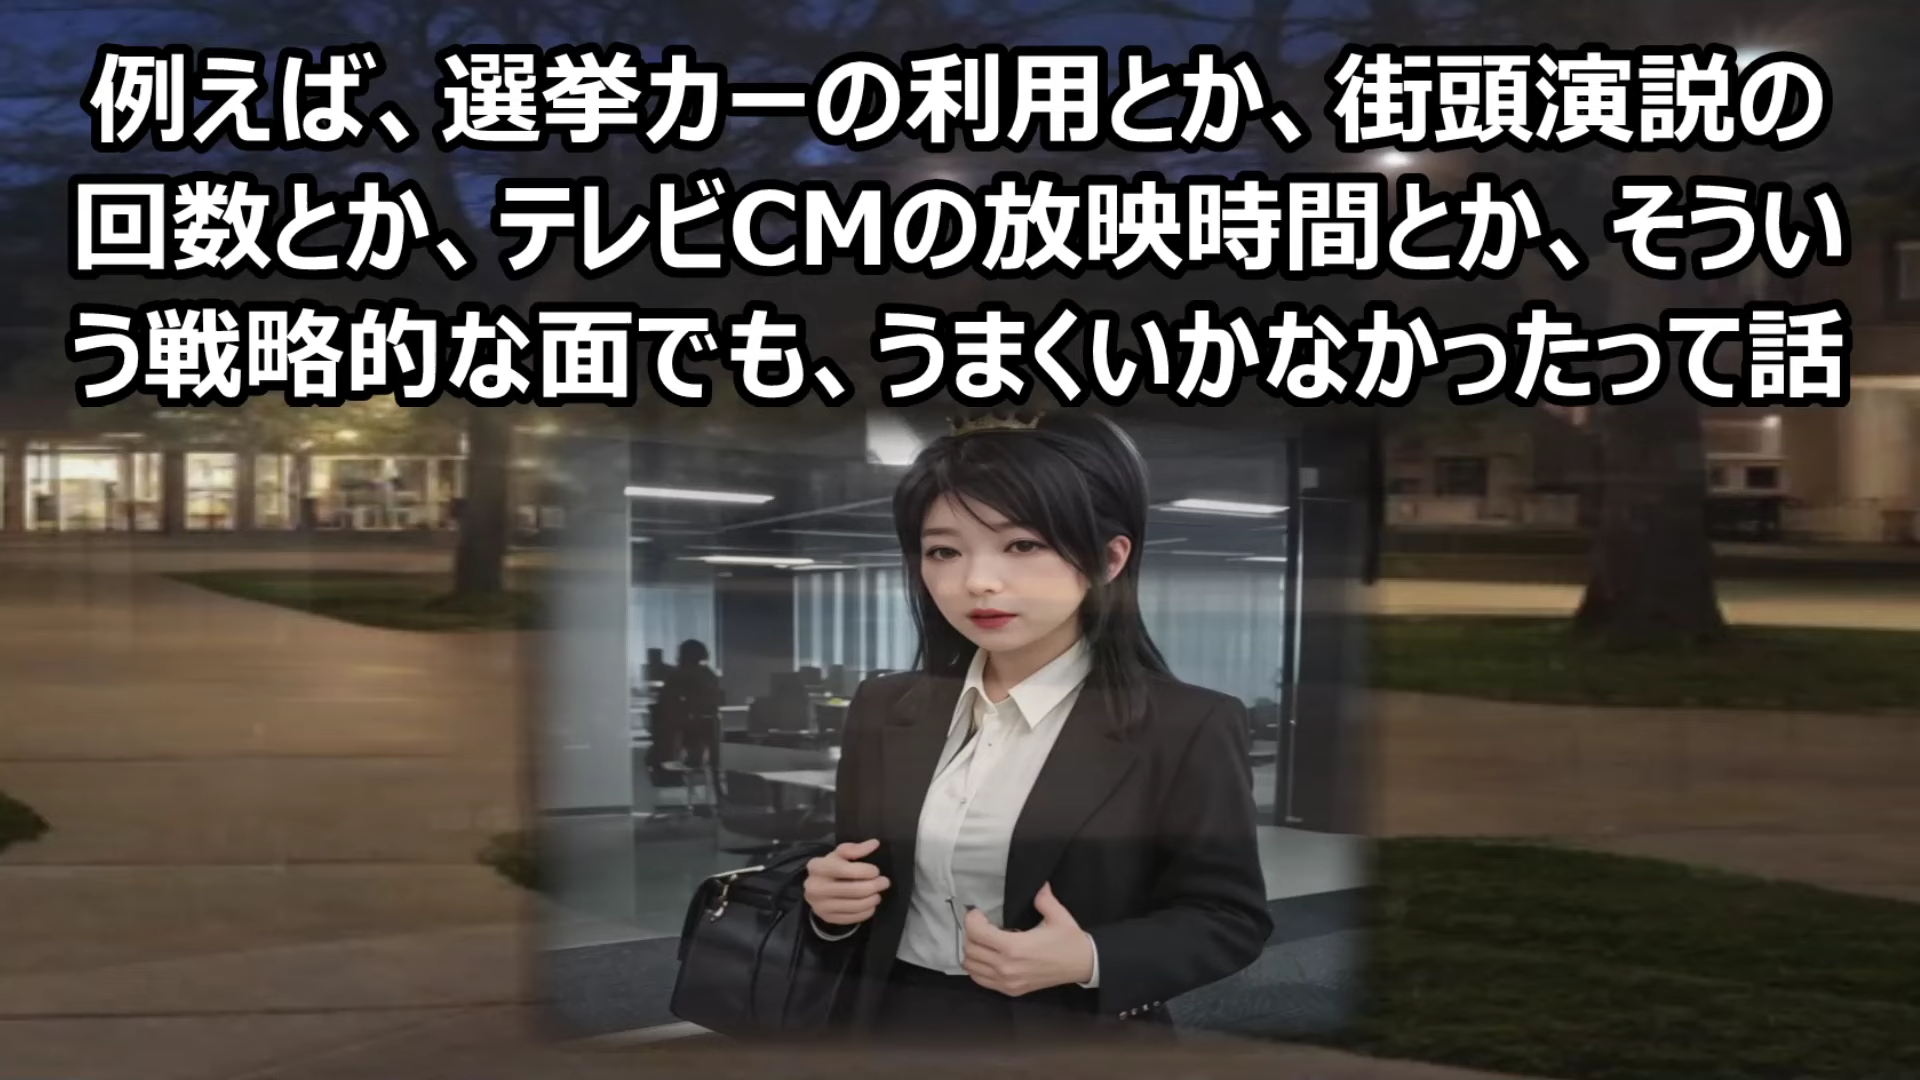 例えば、選挙カーの利用とか、街頭演説の
回数とか、テレビCMの放映時間とか、そうい
う戦略的な面でも、うまくいかなかったって話